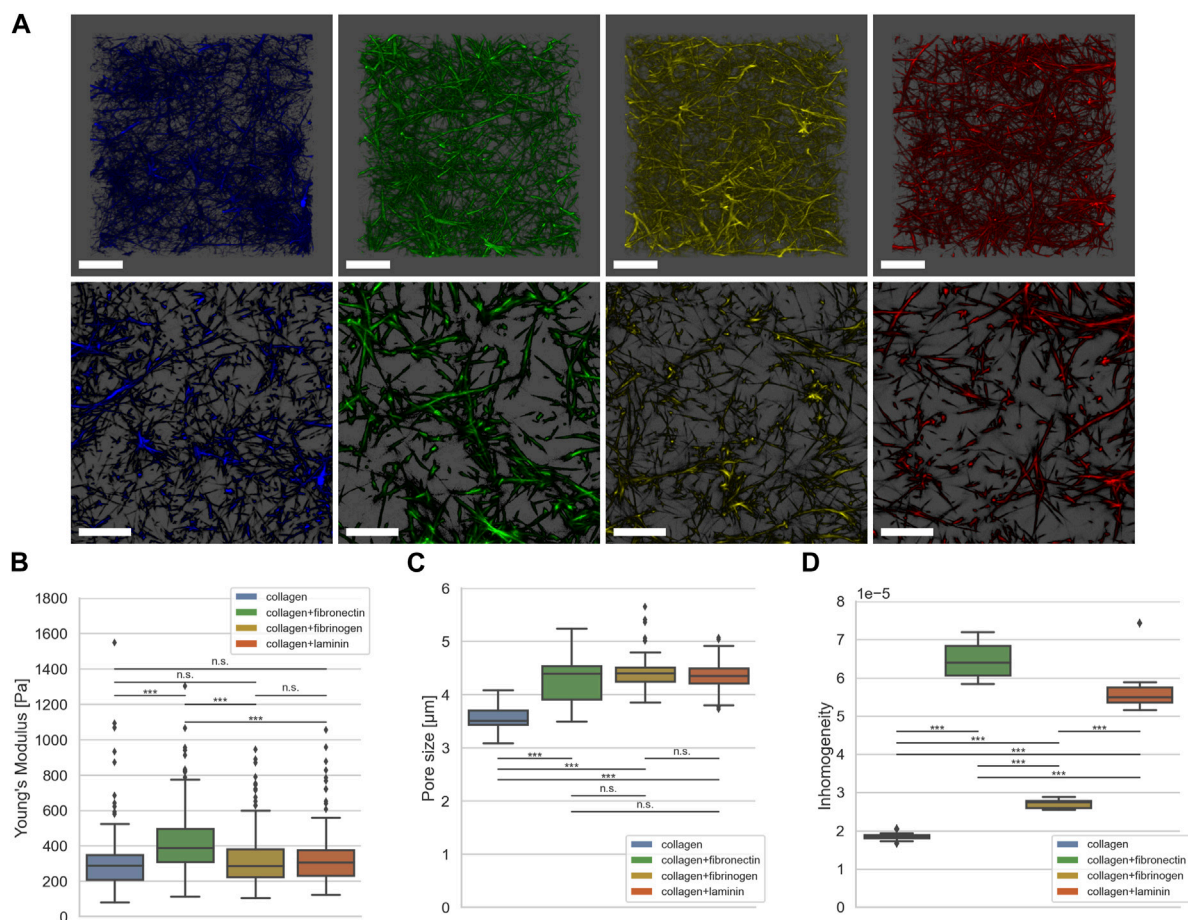 A
B
C
D
1800
1600
1400
1200
1000
800
600
400
200
0
Young's Modulus [Pa]
collagen
collagen+fibronectin
collagen+fibrinogen
collagen+laminin
n.s.
n.s.
*** n.s.
***
***
6
5
4
3
2
1
0
Pore size [μm]
*** n.s.
***
***
n.s.
n.s.
collagen
collagen+fibronectin
collagen+fibrinogen
collagen+laminin
1e−5
8
7
6
5
4
3
2
1
0
Inhomogeneity
*** ***
***
***
***
***
collagen
collagen+fibronectin
collagen+fibrinogen
collagen+laminin